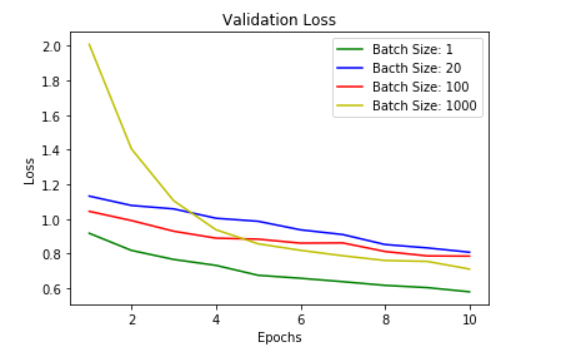 Validation Loss
2.0
1.8
1.6
1.4
1.2
1.0
0.8
0.6
Loss
Batch Size: 1
Bacth Size: 20
Batch Size: 100
Batch Size: 1000
2 4 6 8 10
Epochs